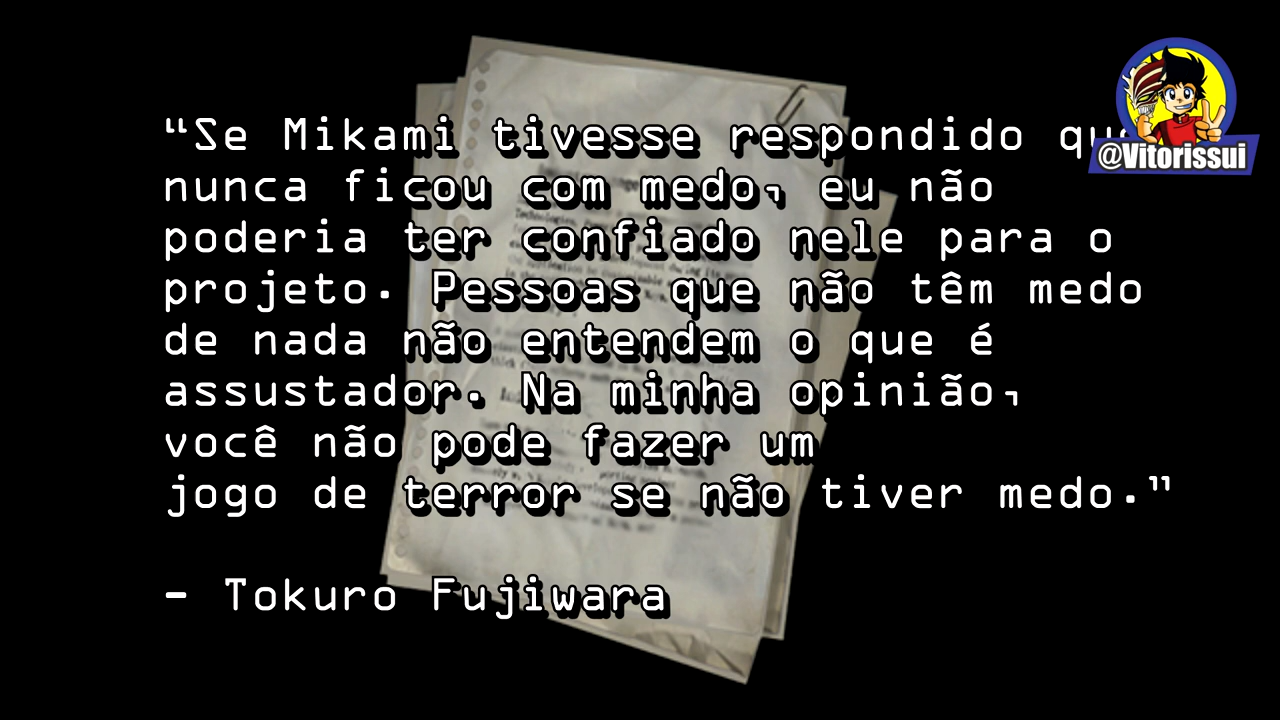 “Se Mikami tivesse respondido que
@Vitorissui
nunca ficou com medo, eu não
poderia ter confiado nele para o
projeto. Pessoas que não têm medo
de nada não entendem o que é
assustador. Na minha opinião,
você não pode fazer um
jogo de terror se não tiver medo.”
- Tokuro Fujiwara